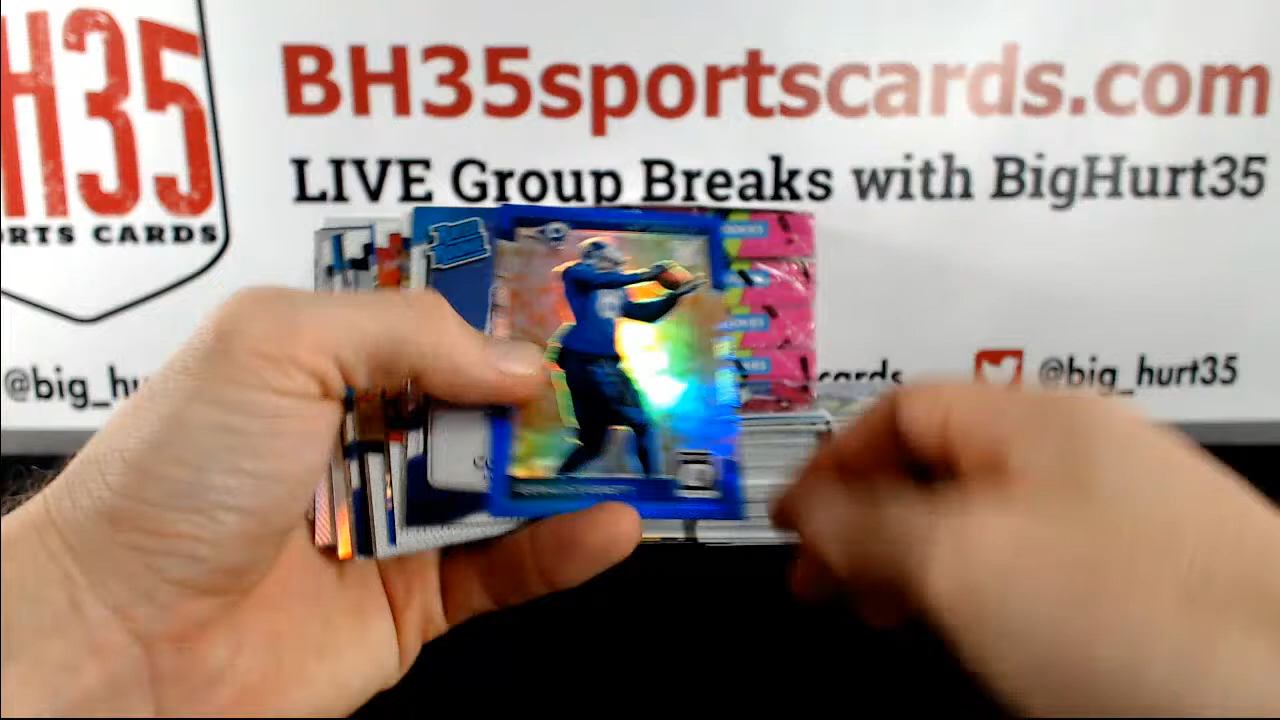 H35
RTS CARDS
BH35sportscards.com
LIVE Group Breaks with BigHurt35
@big_hu
cards
@big_hurt35